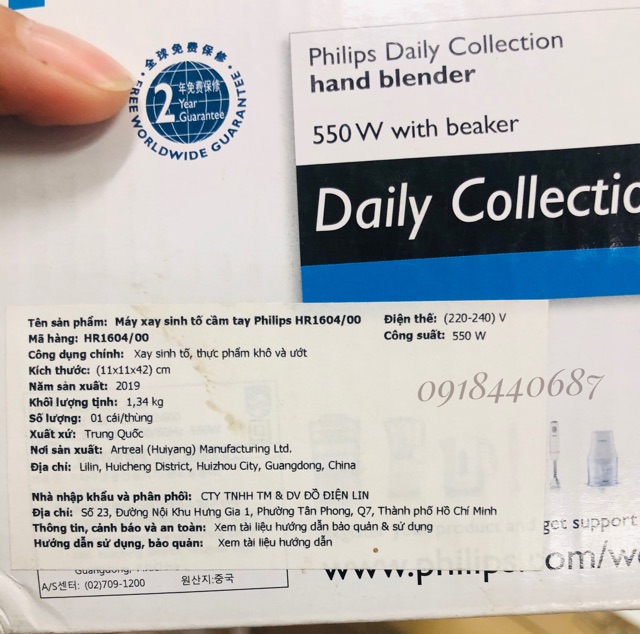 全球免费保修
2 年免费保修
Year
Guarantee
FREE WORLDWIDE GUARANTEE
Philips Daily Collection
hand blender
550 W with beaker
Daily Collectio
Tên sản phẩm: Máy xay sinh tố cầm tay Philips HR1604/00
Mã hàng: HR1604/00
Công dụng chính: Xay sinh tố, thực phẩm khô và ướt
Kích thước: (11x11x42) cm
Năm sản xuất: 2019
Khối lượng tịnh: 1,34 kg
Số lượng: 01 cái/thùng
Xuất xứ: Trung Quốc
Nơi sản xuất: Artreal (Huiyang) Manufacturing Ltd.
Địa chỉ: Lilin, Huicheng District, Huizhou City, Guangdong, China
Điện thế: (220-240) V
Công suất: 550 W
0918440687
Nhà nhập khẩu và phân phối: CTY TNHH TM & DV ĐỒ ĐIỆN LIN
Địa chỉ: Số 23, Đường Nội Khu Hưng Gia 1, Phường Tân Phong, Q7, Thành phố Hồ Chí Minh
Thông tin, cảnh báo và an toàn: Xem tài liệu hướng dẫn bảo quản & sử dụng
Hướng dẫn sử dụng, bảo quản: Xem tài liệu hướng dẫn
get support
www.philips. om/we
A/S센터: (02)709-1200 원산지:중국